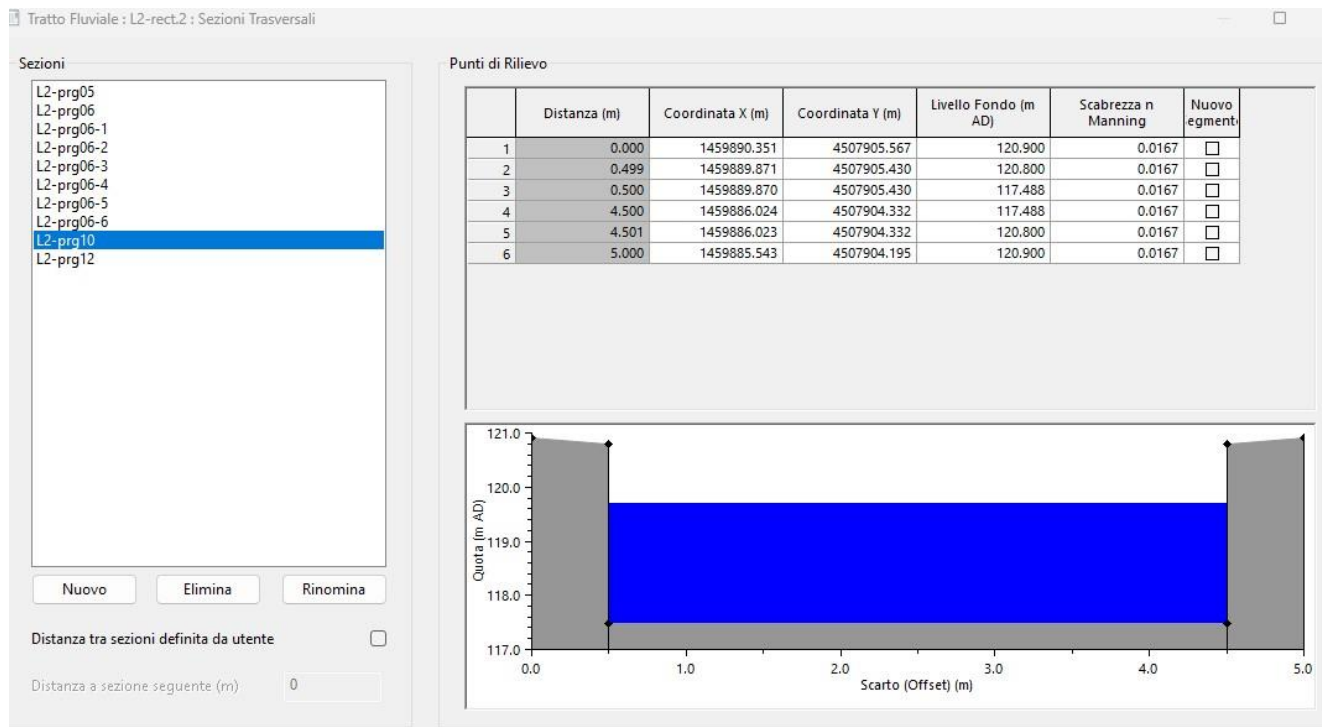 Tratto Fluviale : L2-rect.2 : Sezioni Trasversali
Sezioni
L2-prg05
L2-prg06
L2-prg06-1
L2-prg06-2
L2-prg06-3
L2-prg06-4
L2-prg06-5
L2-prg06-6
L2-prg10
L2-prg12
Nuovo Elimina Rinomina
Distanza tra sezioni definita da utente
Distanza a sezione seguente (m) 0
Punti di Rilievo
Distanza (m) Coordinata X (m) Coordinata Y (m) Livello Fondo (m AD) Scabrezza n Manning Nuovo egment
1 0.000 1459890.351 4507905.567 120.900 0.0167
2 0.499 1459889.871 4507905.430 120.800 0.0167
3 0.500 1459889.870 4507905.430 117.488 0.0167
4 4.500 1459886.024 4507904.332 117.488 0.0167
5 4.501 1459886.023 4507904.332 120.800 0.0167
6 5.000 1459885.543 4507904.195 120.900 0.0167
121.0
120.0
119.0
118.0
117.0
Quota (m AD)
0.0 1.0 2.0 3.0 4.0 5.0
Scarto (Offset) (m)